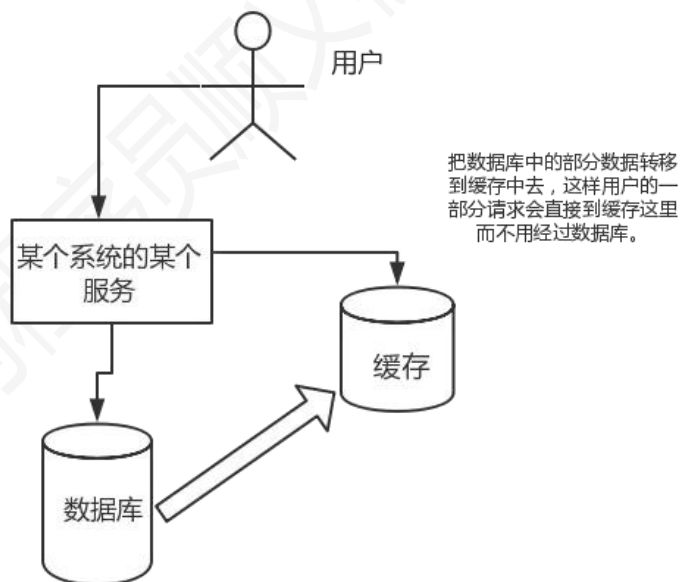 用户
把数据库中的部分数据转移
到缓存中去，这样用户的一
部分请求会直接到缓存这里
而不用经过数据库。
某个系统的某个
服务
缓存
数据库